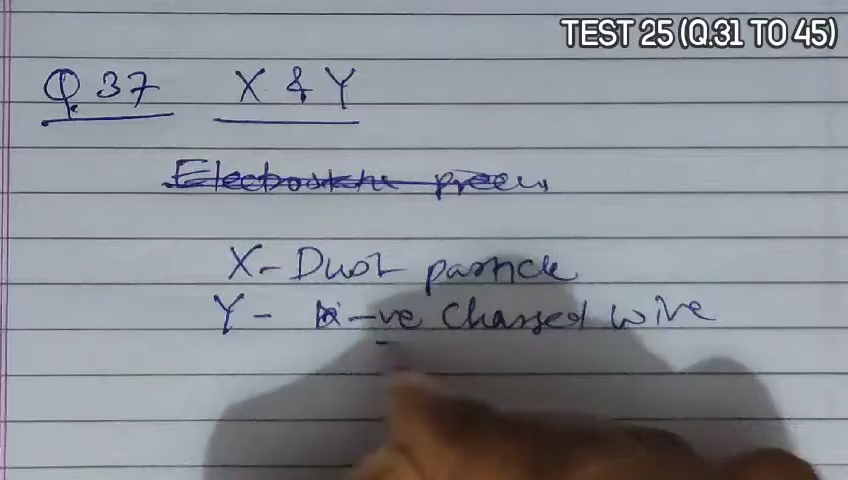 TEST 25 (Q.31 TO 45)
Q. 37 X & Y
X - Dust particle
Y - -ve charged wire